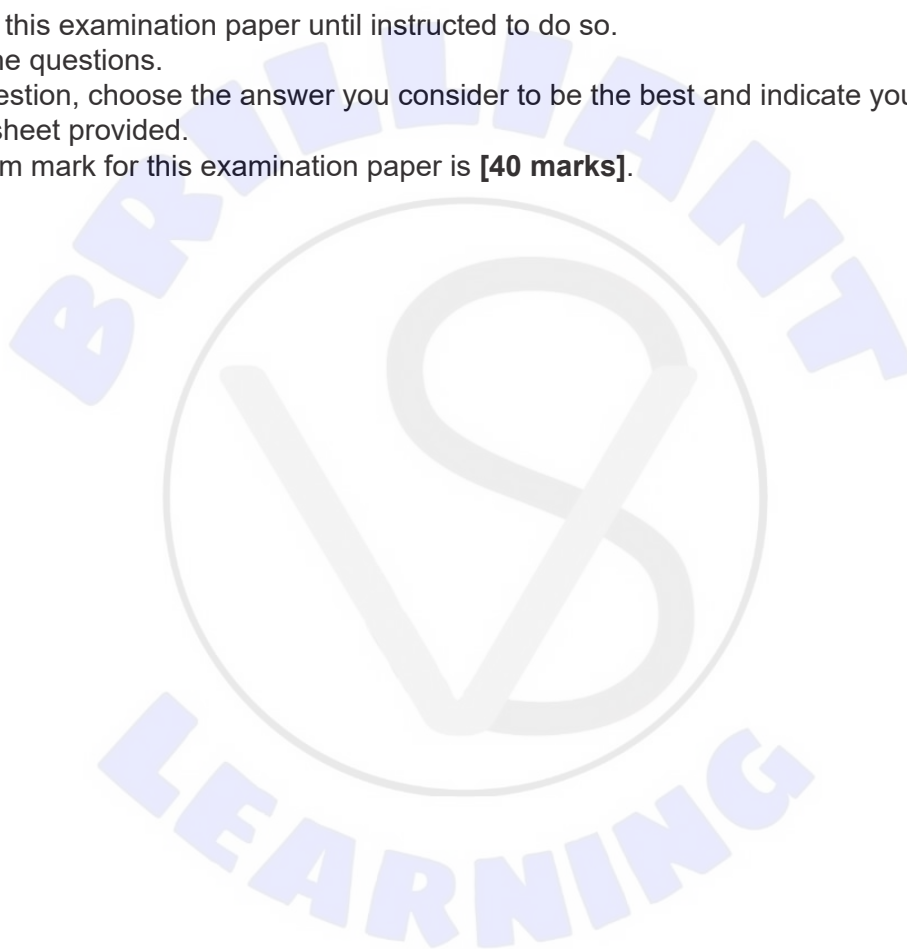 this examination paper until instructed to do so.
ne questions.
estion, choose the answer you consider to be the best and indicate you
sheet provided.
m mark for this examination paper is [40 marks].
BRILLIANT
VS
LEARNING